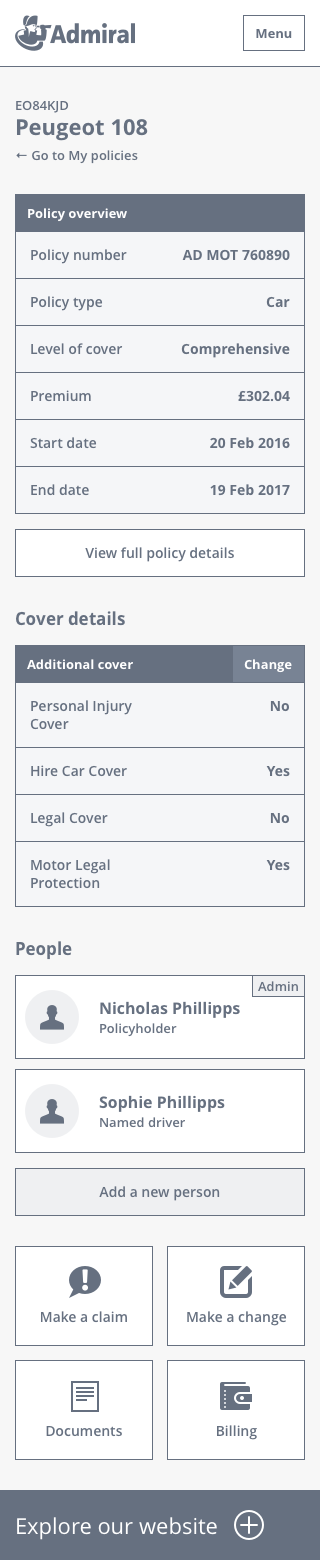 Admiral
Menu
EO84KJD
Peugeot 108
← Go to My policies
Policy overview
Policy number AD MOT 760890
Policy type Car
Level of cover Comprehensive
Premium £302.04
Start date 20 Feb 2016
End date 19 Feb 2017
View full policy details
Cover details
Additional cover Change
Personal Injury
Cover No
Hire Car Cover Yes
Legal Cover No
Motor Legal
Protection Yes
People
Admin
Nicholas Phillipps
Policyholder
Sophie Phillipps
Named driver
Add a new person
Make a claim
Make a change
Documents
Billing
Explore our website